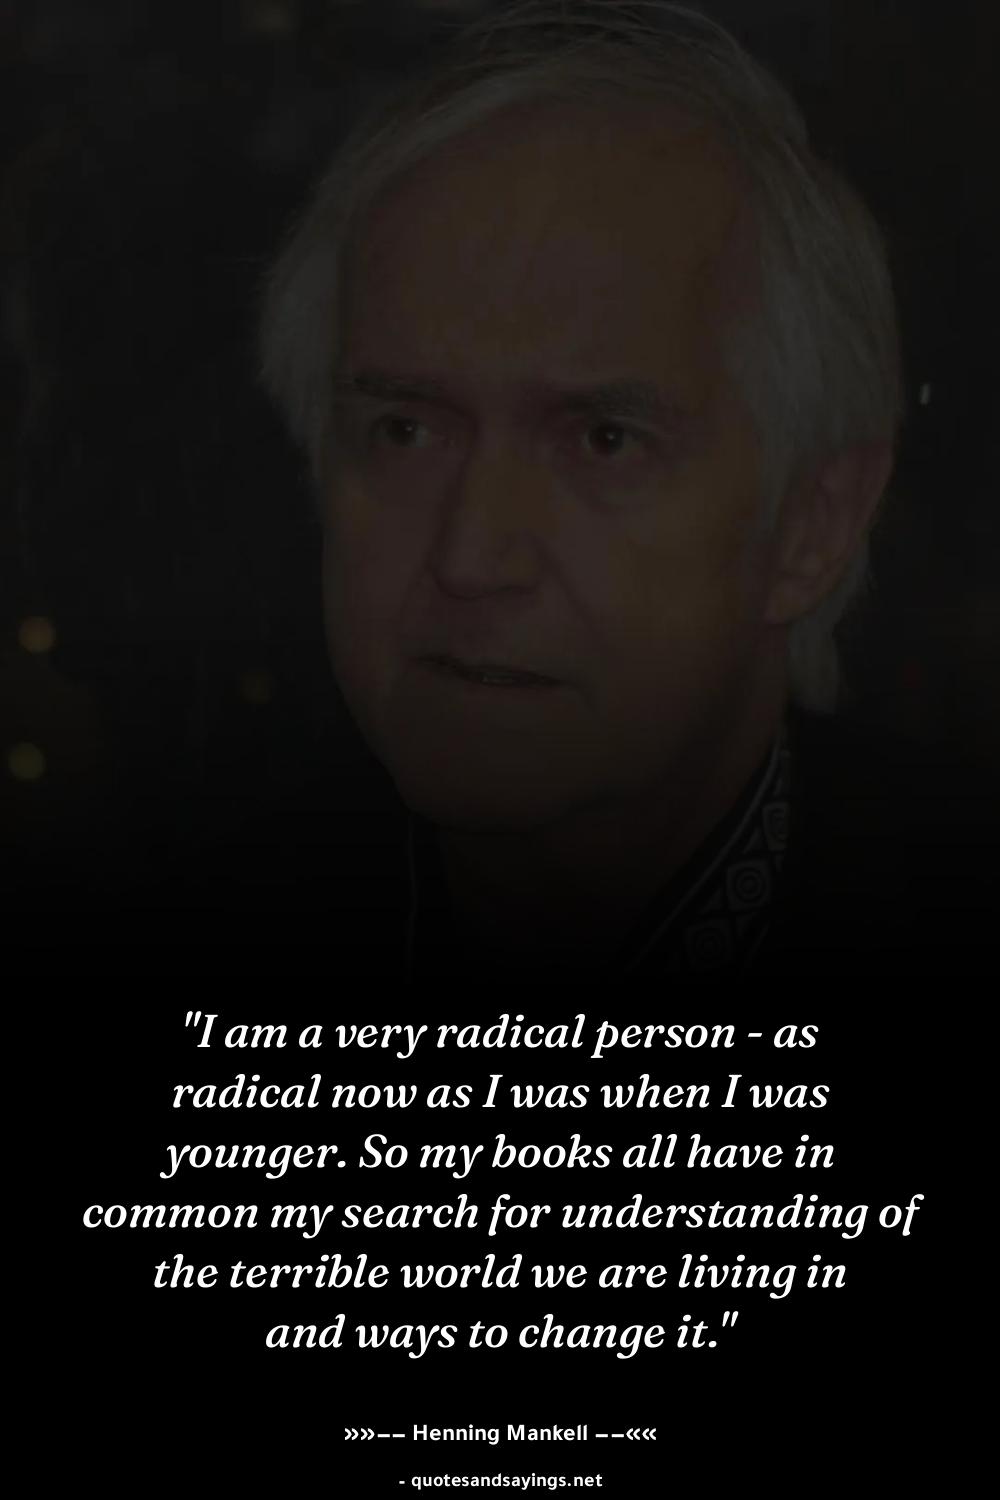 "I am a very radical person - as
radical now as I was when I was
younger. So my books all have in
common my search for understanding of
the terrible world we are living in
and ways to change it."
»»−− Henning Mankell −−««
- quotesandsayings.net